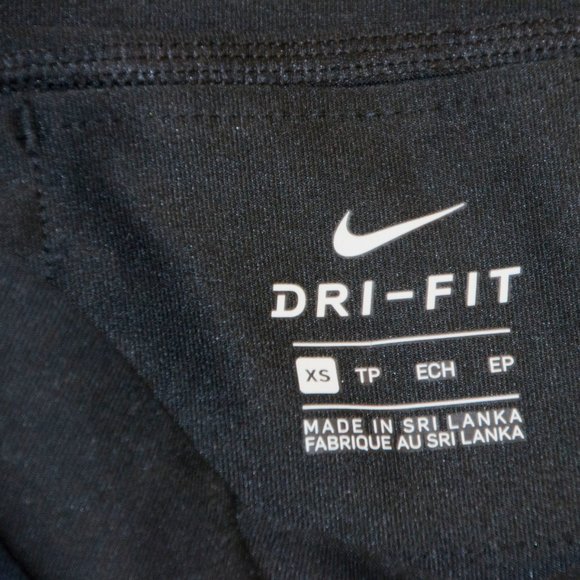 DRI-FIT
XS TP ECH EP
MADE IN SRI LANKA
FABRIQUE AU SRI LANKA